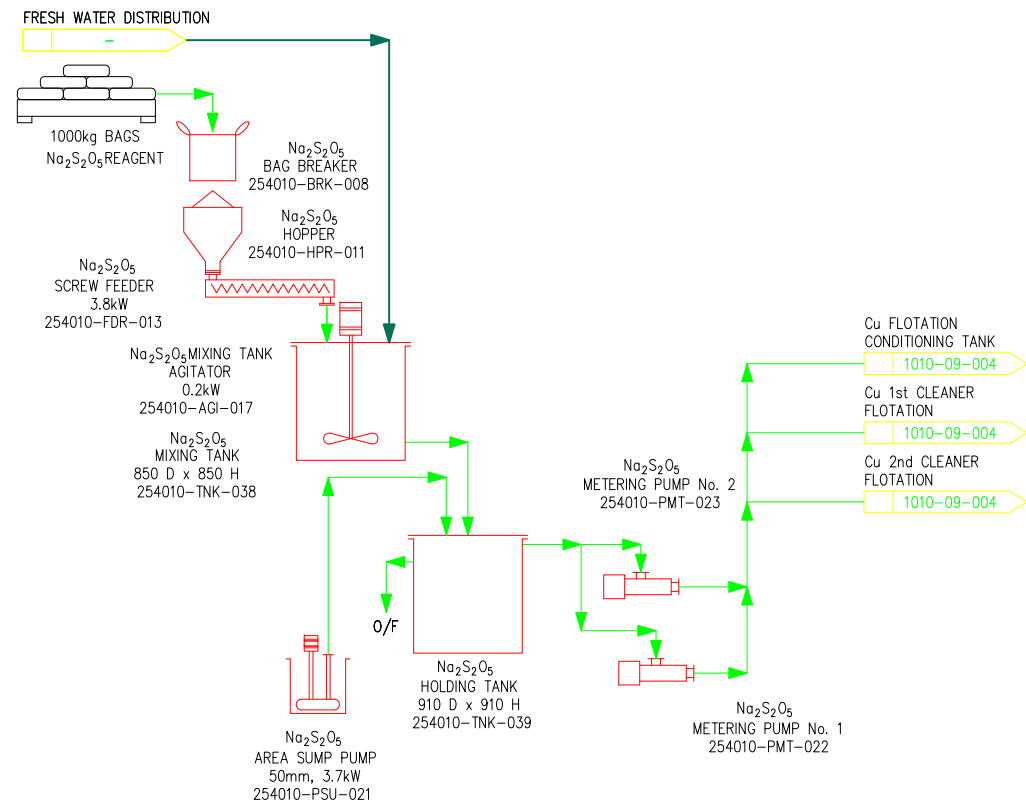 FRESH WATER DISTRIBUTION
-
1000kg BAGS
Na₂S₂O₅ REAGENT
Na₂S₂O₅
BAG BREAKER
254010-BRK-008
Na₂S₂O₅
HOPPER
254010-HPR-011
Na₂S₂O₅
SCREW FEEDER
3.8kW
254010-FDR-013
Na₂S₂O₅ MIXING TANK
AGITATOR
0.2kW
254010-AGI-017
Na₂S₂O₅
MIXING TANK
850 D x 850 H
254010-TNK-038
Cu FLOTATION
CONDITIONING TANK
1010-09-004
Cu 1st CLEANER
FLOTATION
1010-09-004
Cu 2nd CLEANER
FLOTATION
1010-09-004
Na₂S₂O₅
METERING PUMP No. 2
254010-PMT-023
O/F
Na₂S₂O₅
HOLDING TANK
910 D x 910 H
254010-TNK-039
Na₂S₂O₅
METERING PUMP No. 1
254010-PMT-022
Na₂S₂O₅
AREA SUMP PUMP
50mm, 3.7kW
254010-PSU-021